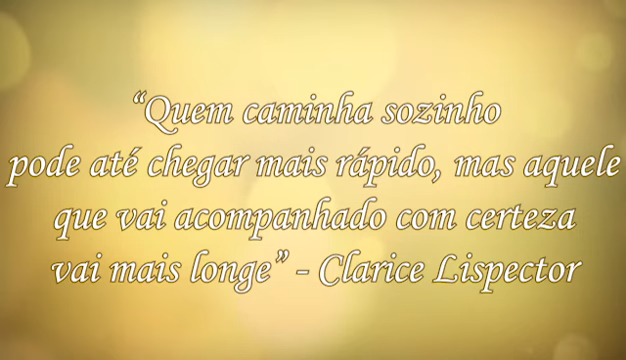 “Quem caminha sozinho
pode até chegar mais rápido, mas aquele
que vai acompanhado com certeza
vai mais longe” - Clarice Lispector